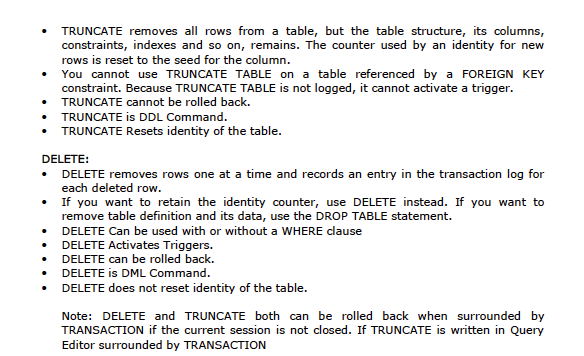 • TRUNCATE removes all rows from a table, but the table structure, its columns,
constraints, indexes and so on, remains. The counter used by an identity for new
rows is reset to the seed for the column.
• You cannot use TRUNCATE TABLE on a table referenced by a FOREIGN KEY
constraint. Because TRUNCATE TABLE is not logged, it cannot activate a trigger.
• TRUNCATE cannot be rolled back.
• TRUNCATE is DDL Command.
• TRUNCATE Resets identity of the table.
DELETE:
• DELETE removes rows one at a time and records an entry in the transaction log for
each deleted row.
• If you want to retain the identity counter, use DELETE instead. If you want to
remove table definition and its data, use the DROP TABLE statement.
• DELETE Can be used with or without a WHERE clause
• DELETE Activates Triggers.
• DELETE can be rolled back.
• DELETE is DML Command.
• DELETE does not reset identity of the table.
Note: DELETE and TRUNCATE both can be rolled back when surrounded by
TRANSACTION if the current session is not closed. If TRUNCATE is written in Query
Editor surrounded by TRANSACTION